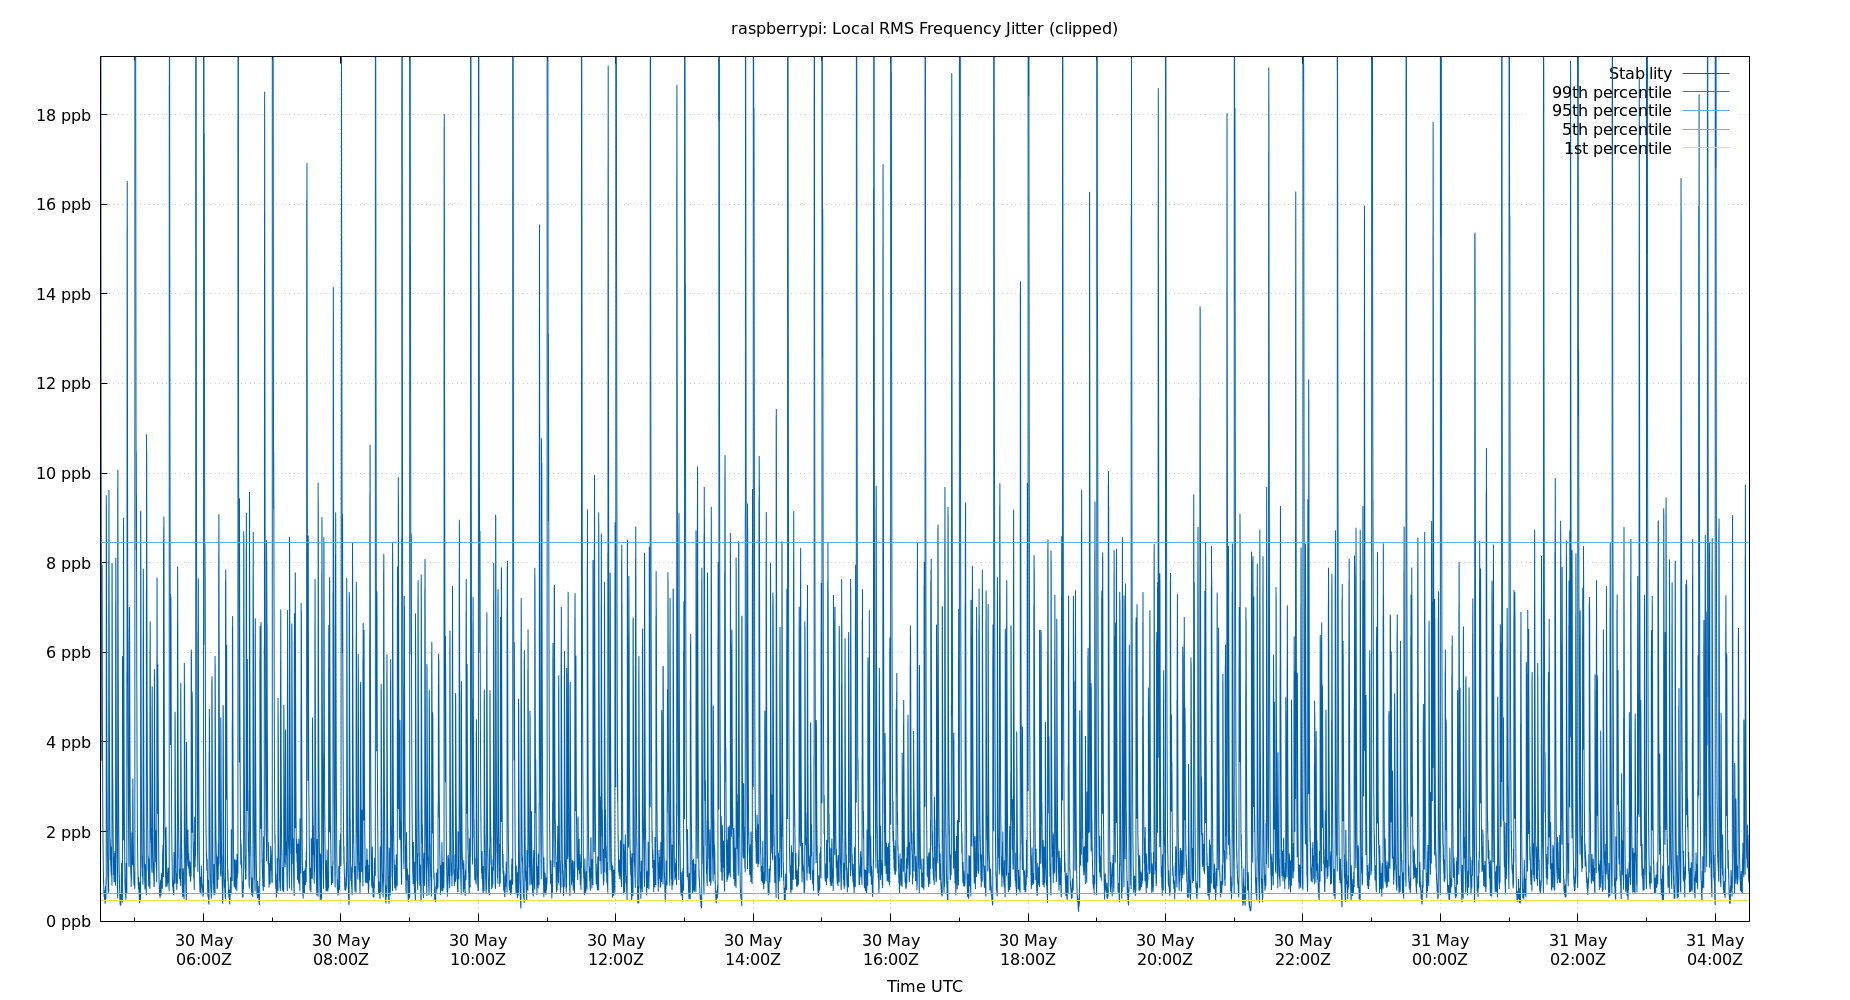 raspberrypi: Local RMS Frequency Jitter (clipped)
Stability
99th percentile
95th percentile
5th percentile
1st percentile
18 ppb
16 ppb
14 ppb
12 ppb
10 ppb
8 ppb
6 ppb
4 ppb
2 ppb
0 ppb
30 May 30 May 30 May 30 May 30 May 30 May 30 May 30 May 30 May 31 May 31 May 31 May
06:00Z 08:00Z 10:00Z 12:00Z 14:00Z 16:00Z 18:00Z 20:00Z 22:00Z 00:00Z 02:00Z 04:00Z
Time UTC